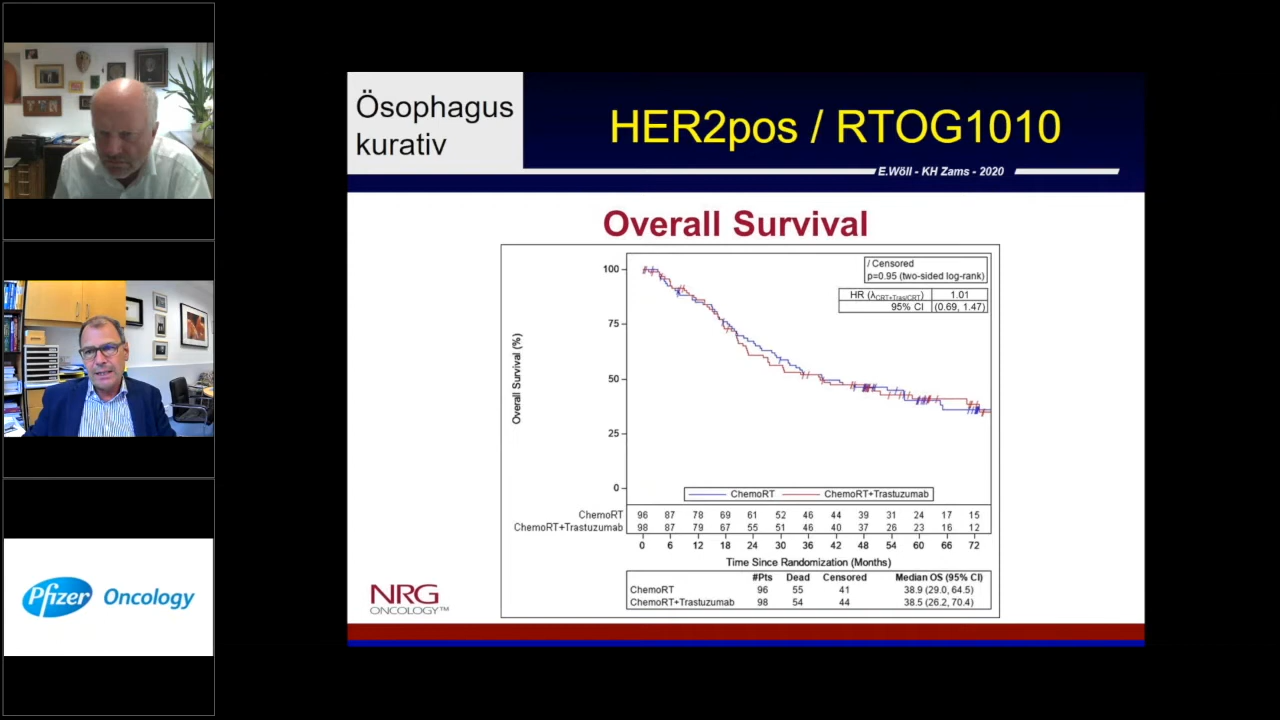 Ösophagus
kurativ
HER2pos / RTOG1010
E.Wöll - KH Zams - 2020
Overall Survival
/ Censored
p=0.95 (two-sided log-rank)
HR (λCRT+Tras/CRT) 1.01
95% CI (0.69, 1.47)
Overall Survival (%)
100
75
50
25
0
ChemoRT ChemoRT+Trastuzumab
ChemoRT 96 87 78 69 61 52 46 44 39 31 24 17 15
ChemoRT+Trastuzumab 98 87 79 67 55 51 46 40 37 26 23 16 12
0 6 12 18 24 30 36 42 48 54 60 66 72
Time Since Randomization (Months)
#Pts Dead Censored Median OS (95% CI)
ChemoRT 96 55 41 38.9 (29.0, 64.5)
ChemoRT+Trastuzumab 98 54 44 38.5 (26.2, 70.4)
NRG
ONCOLOGY™
Pfizer Oncology